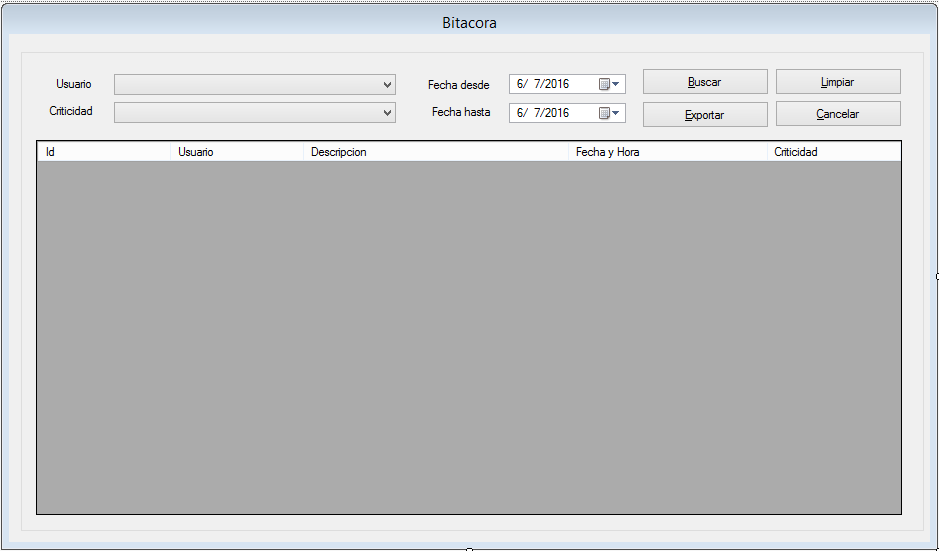 Bitacora
Usuario
Fecha desde 6/ 7/2016
Buscar
Limpiar
Criticidad
Fecha hasta 6/ 7/2016
Exportar
Cancelar
Id Usuario Descripcion Fecha y Hora Criticidad